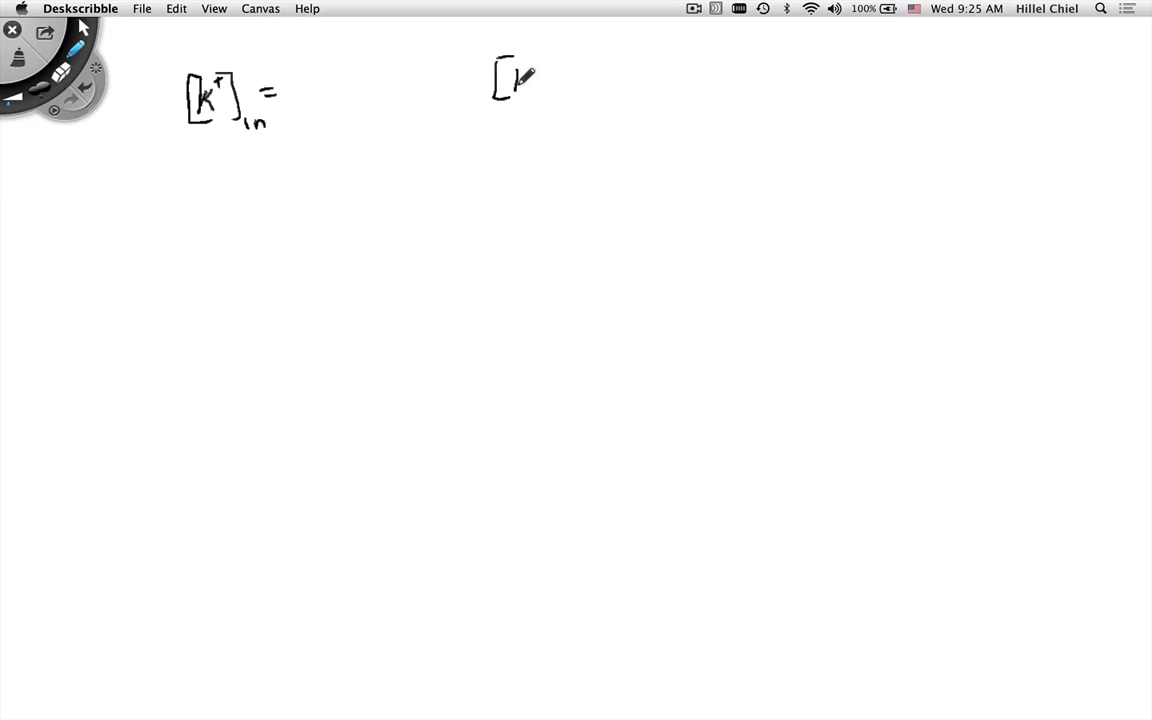 Deskscribble File Edit View Canvas Help 100% Wed 9:25 AM Hillel Chiel
[K⁺]in =
[